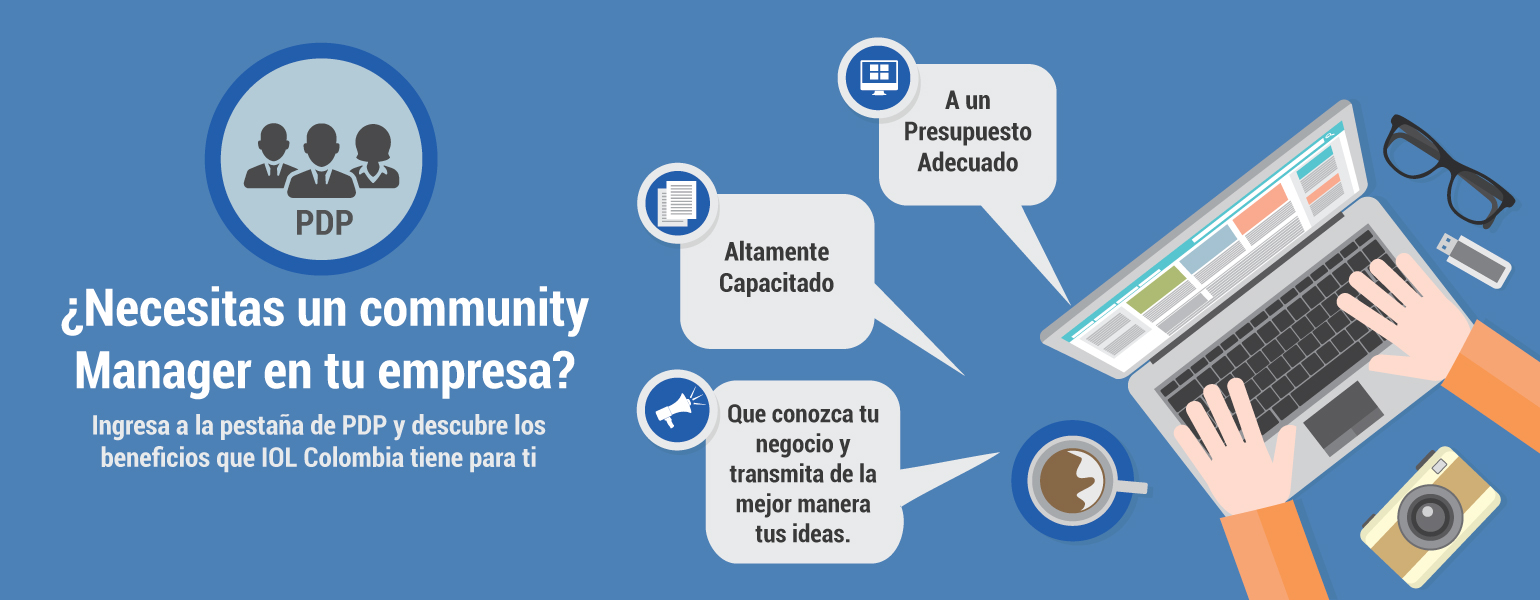 PDP
¿Necesitas un community
Manager en tu empresa?
Ingresa a la pestaña de PDP y descubre los
beneficios que IOL Colombia tiene para ti
A un
Presupuesto
Adecuado
Altamente
Capacitado
Que conozca tu
negocio y
transmita de la
mejor manera
tus ideas.